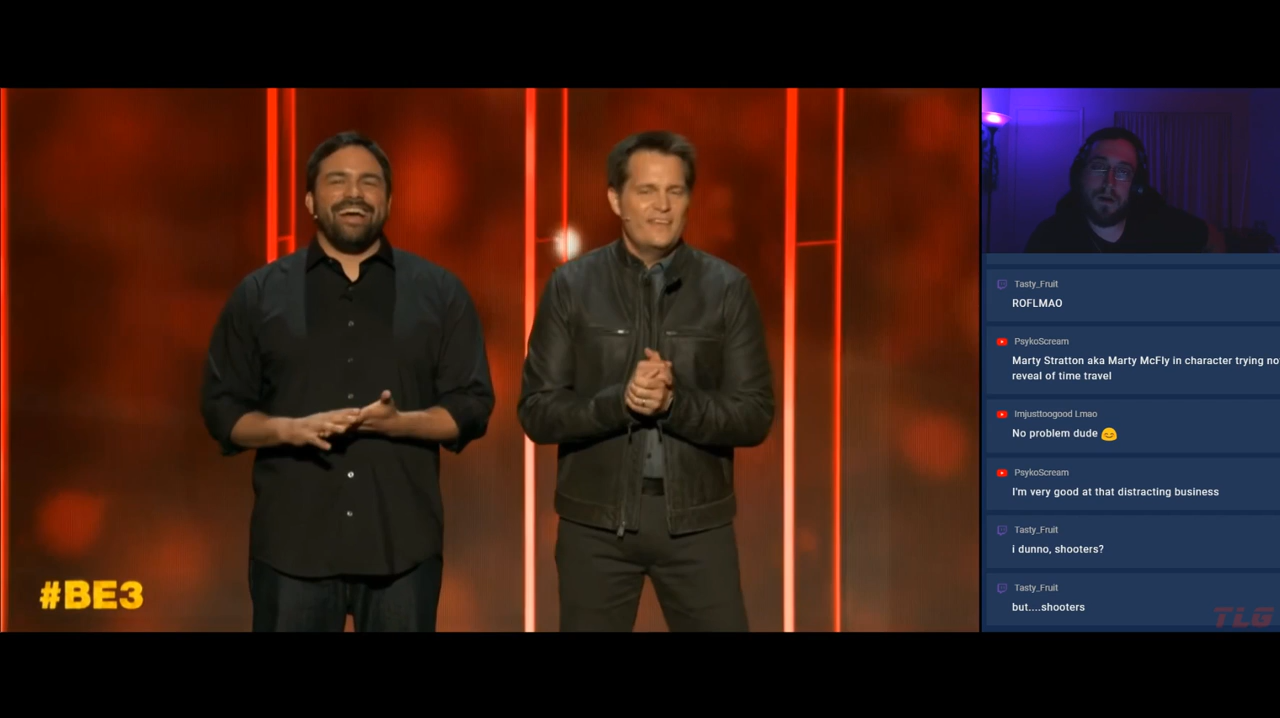 #BE3
Tasty_Fruit
ROFLMAO
PsykoScream
Marty Stratton aka Marty McFly in character trying
reveal of time travel
Imjusttoogood Lmao
No problem dude 😊
PsykoScream
I'm very good at that distracting business
Tasty_Fruit
i dunno, shooters?
Tasty_Fruit
but....shooters
TLG